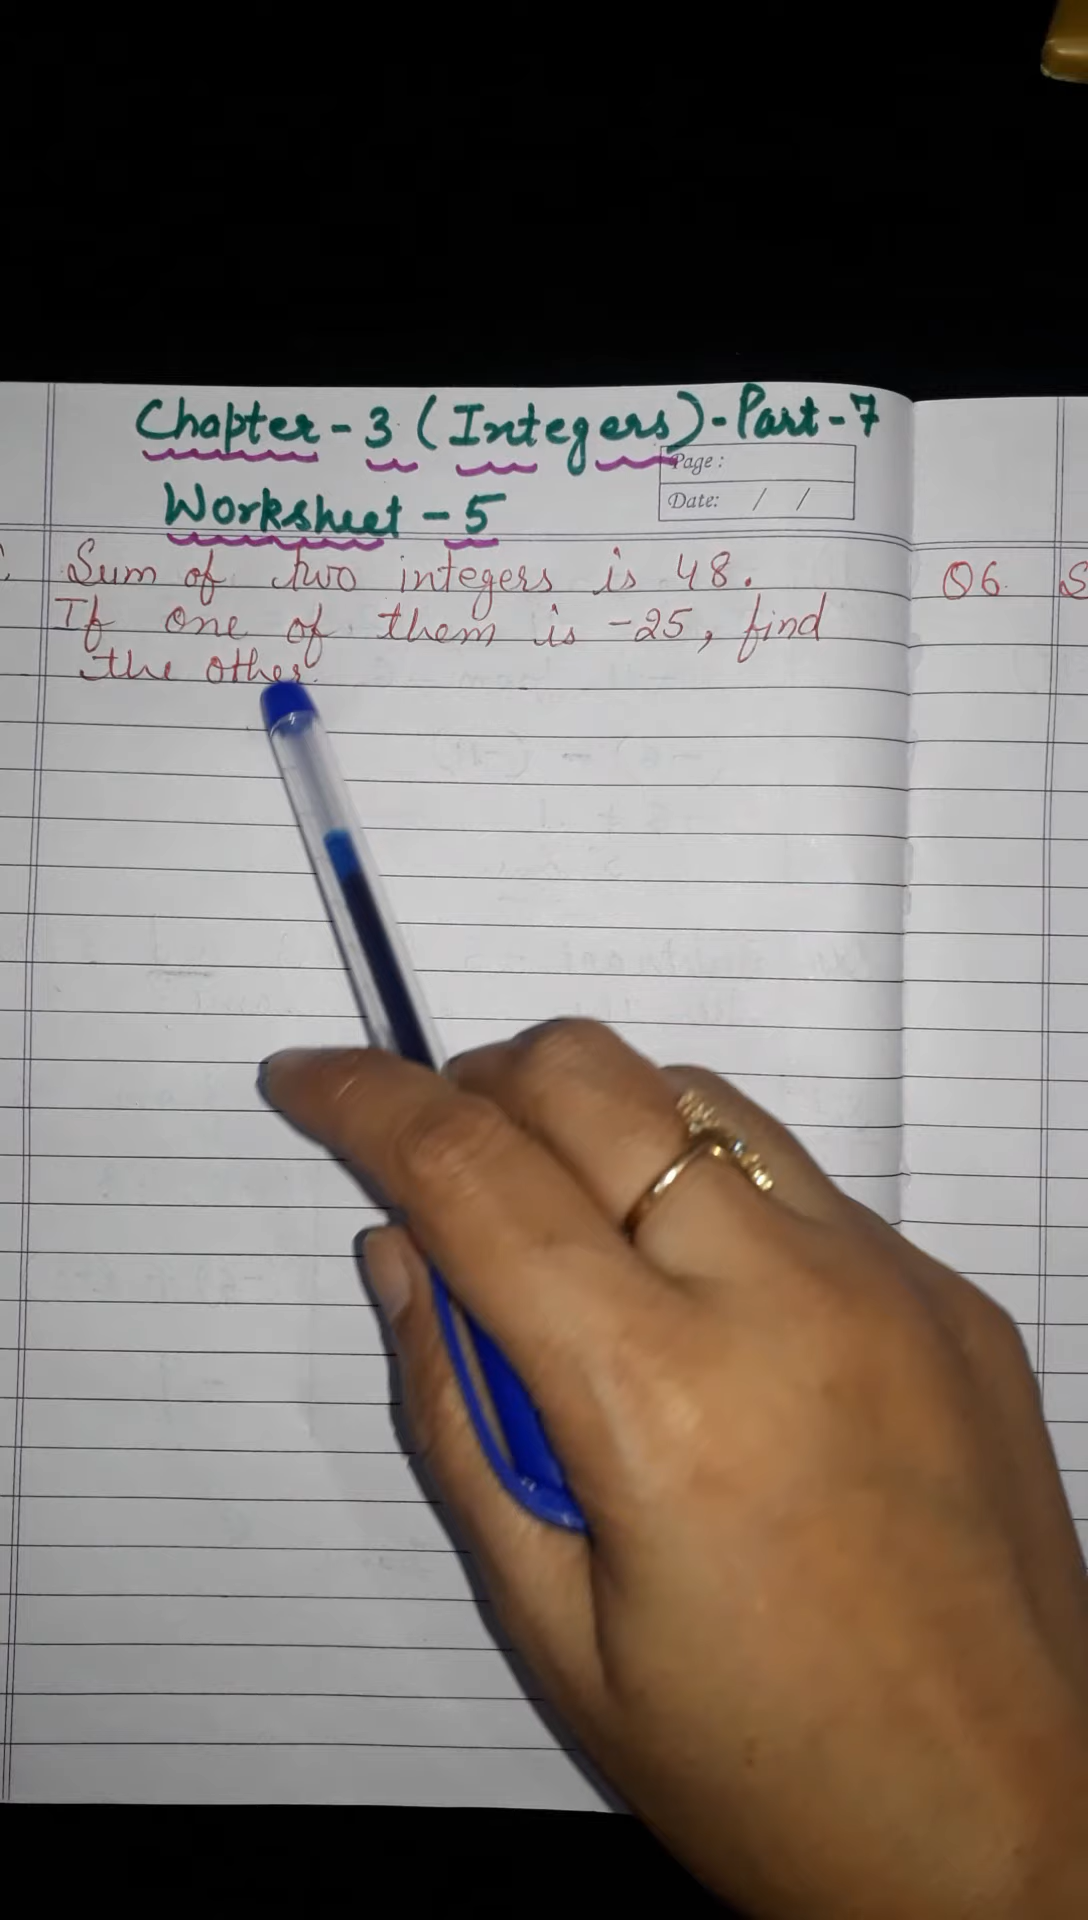 Chapter - 3 (Integers) - Part - 7
Page :
Worksheet - 5
Date: / /
Sum of two integers is 48.
If one of them is -25, find
the other.
Q6. S